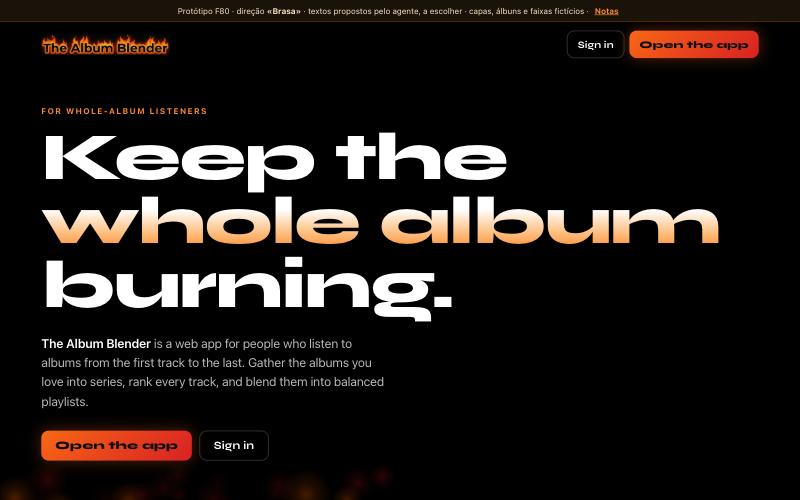 Protótipo F80 · direção «Brasa» · textos propostos pelo agente, a escolher · capas, álbuns e faixas fictícios · Notas
The Album Blender
Sign in
Open the app
FOR WHOLE-ALBUM LISTENERS
Keep the
whole album
burning.
The Album Blender is a web app for people who listen to
albums from the first track to the last. Gather the albums you
love into series, rank every track, and blend them into balanced
playlists.
Open the app
Sign in